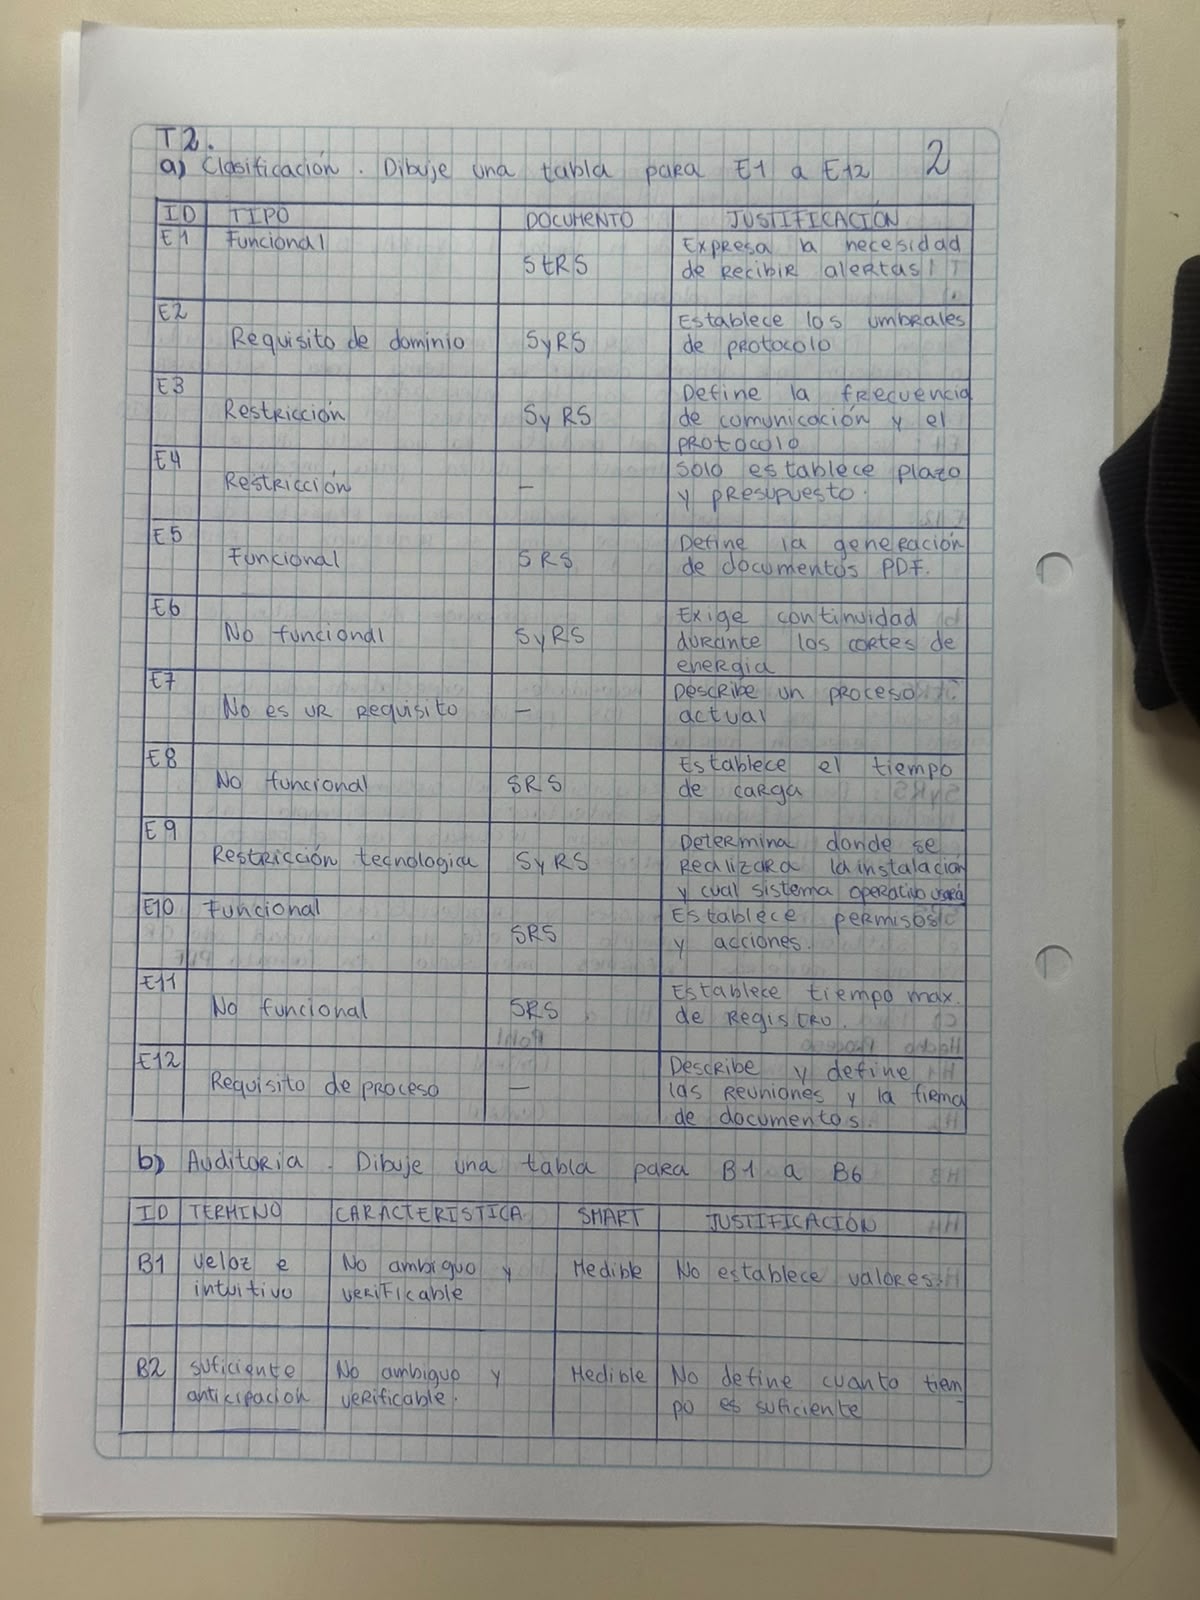 T2.
2
a) Clasificación. Dibuje una tabla para E1 a E12
ID TIPO DOCUMENTO JUSTIFICACIÓN
E1 Funcional StRS Expresa la necesidad
de recibir alertas
E2 Requisito de dominio SyRS Establece los umbrales
de protocolo
E3 Restricción SyRS Define la frecuencia
de comunicación y el
protocolo
E4 Restricción — Solo establece plazo
y presupuesto.
E5 Funcional SRS Define la generación
de documentos PDF.
E6 No funcional SyRS Exige continuidad
durante los cortes de
energia
E7 No es un requisito — Describe un proceso
actual
E8 No funcional SRS Establece el tiempo
de carga
E9 Restricción tecnologica SyRS Determina donde se
realizara la instalacion
y cual sistema operativo usará
E10 Funcional SRS Establece permisos
y acciones.
E11 No funcional SRS Establece tiempo max.
de registro.
E12 Requisito de proceso — Describe y define
las reuniones y la firma
de documentos.
b) Auditoria. Dibuje una tabla para B1 a B6
ID TERMINO CARACTERISTICA SMART JUSTIFICACIÓN
B1 veloz e No ambiguo y Medible No establece valores
intuitivo verificable
B2 suficiente No ambiguo y Medible No define cuanto tiem
anticipacion verificable. po es suficiente